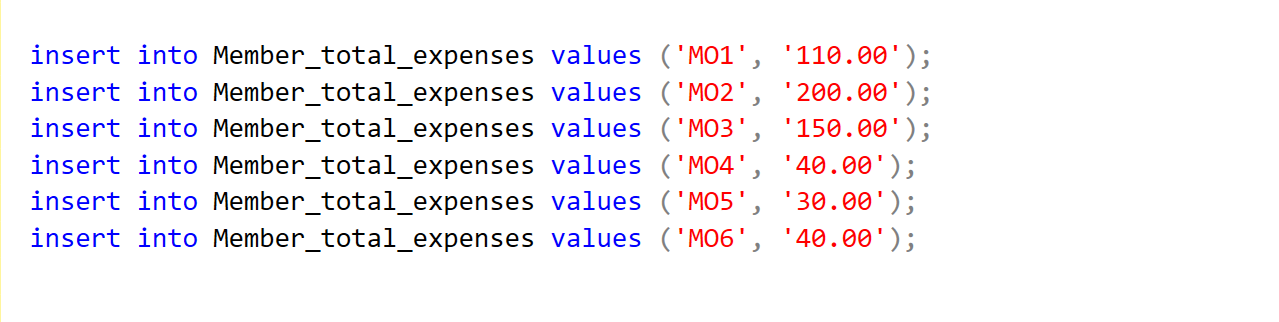 insert into Member_total_expenses values ('MO1', '110.00');
insert into Member_total_expenses values ('MO2', '200.00');
insert into Member_total_expenses values ('MO3', '150.00');
insert into Member_total_expenses values ('MO4', '40.00');
insert into Member_total_expenses values ('MO5', '30.00');
insert into Member_total_expenses values ('MO6', '40.00');